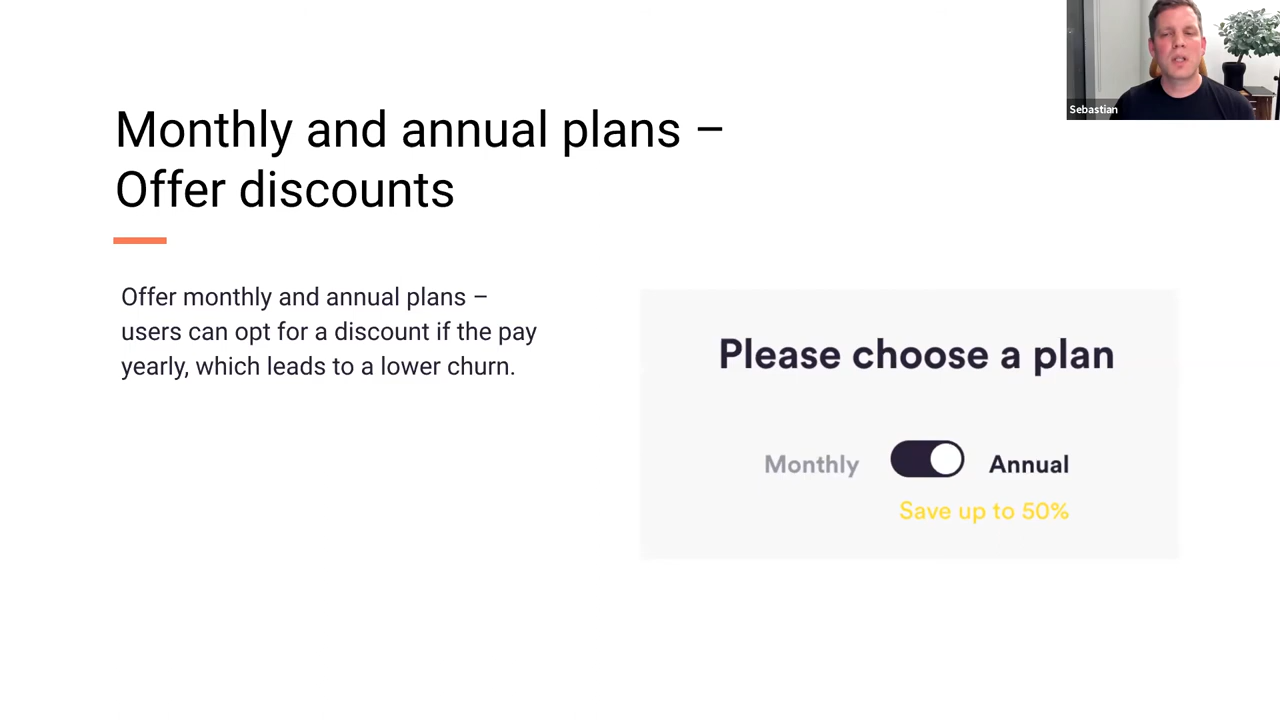 Sebastian
Monthly and annual plans –
Offer discounts
Offer monthly and annual plans –
users can opt for a discount if the pay
yearly, which leads to a lower churn.
Please choose a plan
Monthly Annual
Save up to 50%